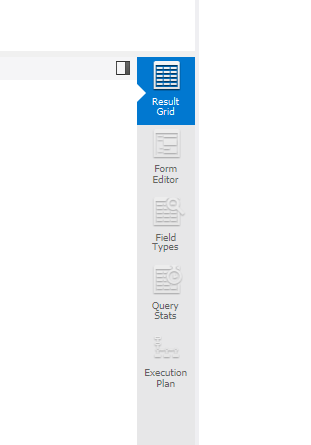 Result
Grid
Form
Editor
Field
Types
Query
Stats
Execution
Plan